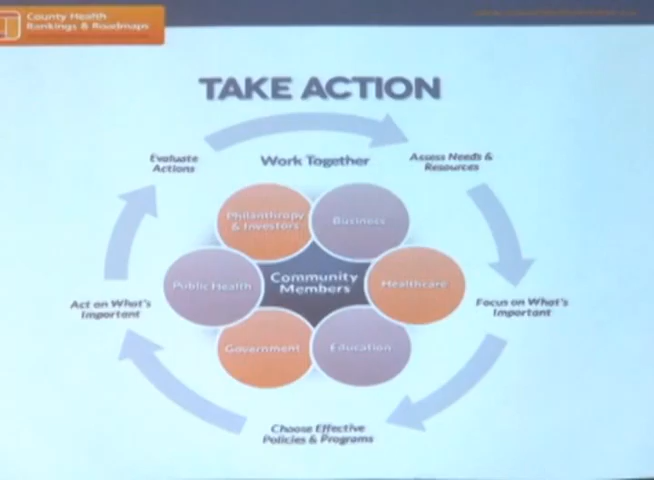 County Health
Rankings & Roadmaps
TAKE ACTION
Evaluate
Actions
Work Together
Assess Needs &
Resources
Philanthropy
& Investors
Business
Public Health
Community
Members
Healthcare
Act on What's
Important
Focus on What's
Important
Government
Education
Choose Effective
Policies & Programs